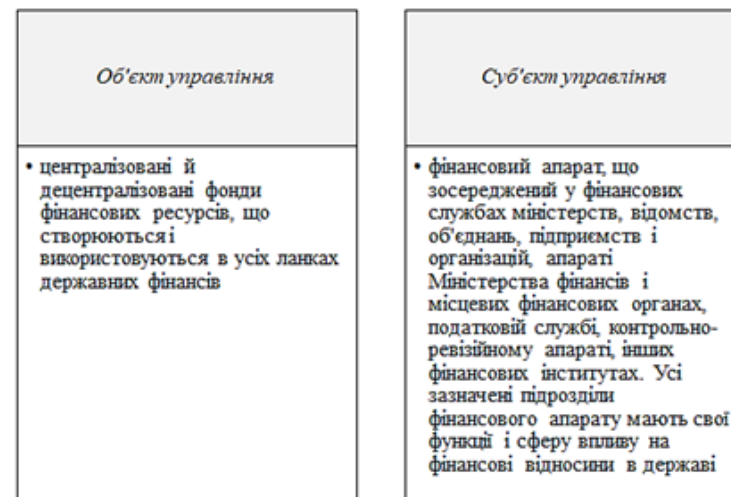 Об'єкт управління
• централізовані й
децентралізовані фонди
фінансових ресурсів, що
створюються і
використовуються в усіх ланках
державних фінансів
Суб'єкт управління
• фінансовий апарат, що
зосереджений у фінансових
службах міністерств, відомств,
об'єднань, підприємств і
організацій, апараті
Міністерства фінансів і
місцевих фінансових органах,
податковій службі, контрольно-
ревізійному апараті, інших
фінансових інститутах. Усі
зазначені підрозділи
фінансового апарату мають свої
функції і сферу впливу на
фінансові відносини в державі